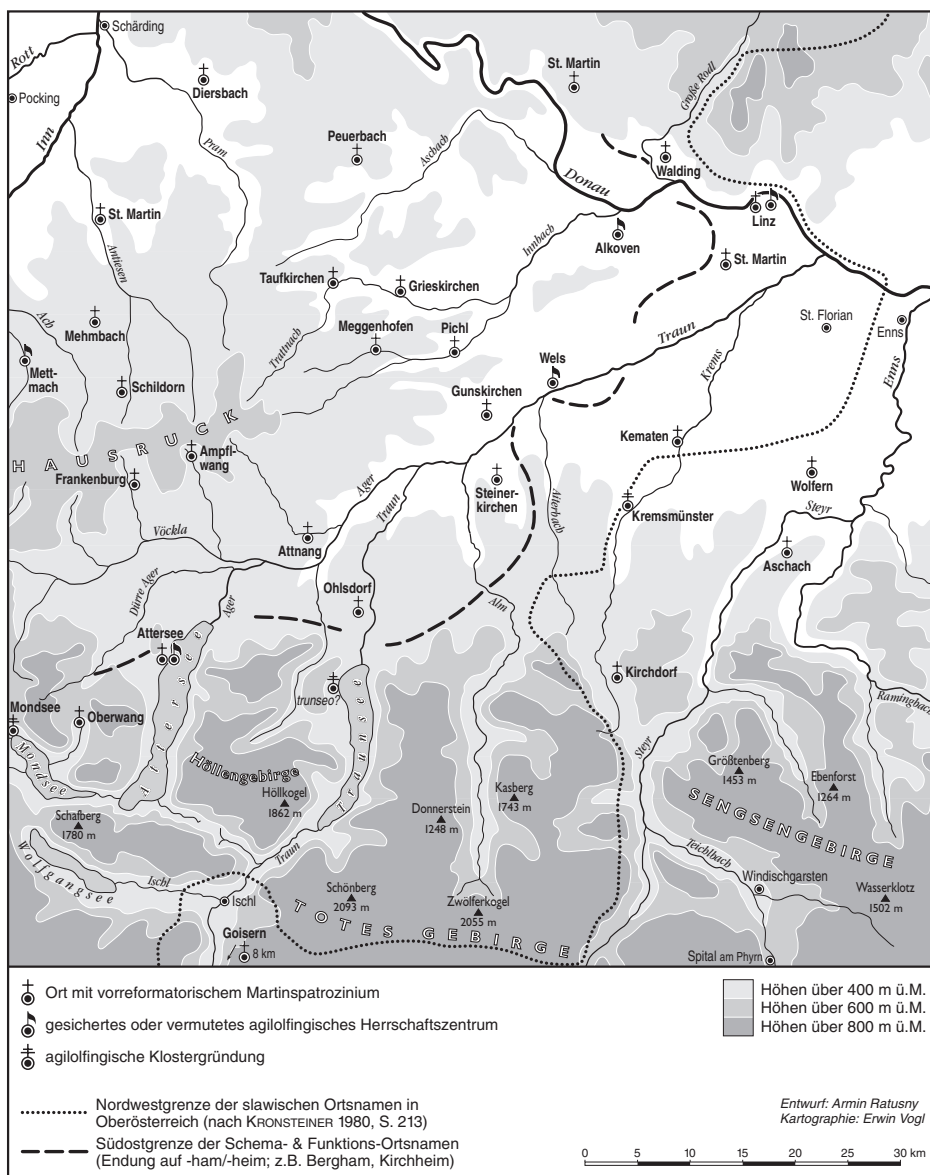 Schärding
Rott
Pocking
Inn
Diersbach
Pram
St. Martin
Große Rodl
Peuerbach
Aschach
Walding
Donau
Linz
St. Martin
Antiesen
Innbach
Alkoven
St. Martin
Taufkirchen
Grieskirchen
Ach
Mehmbach
Trattnach
Meggenhofen
Pichl
Traun
St. Florian
Enns
Mett-
mach
Schildorn
Wels
Krems
Enns
Gunskirchen
HAUSRUCK
Ampfl-
wang
Kematen
Frankenburg
Ager
Traun
Steiner-
kirchen
Aiterbach
Wolfern
Kremsmünster
Steyr
Vöckla
Attnang
Aschach
Dürre Ager
Ager
Ohlsdorf
Alm
Attersee
Kirchdorf
trunseo?
Ramingbach
Mondsee
Oberwang
Attersee
Traunsee
Steyr
Mondsee
Höllengebirge
Höllkogel
1862 m
Größtenberg
1453 m
Ebenforst
1264 m
Kasberg
1743 m
Donnerstein
1248 m
SENGSENGEBIRGE
Schafberg
1780 m
Wolfgangsee
Ischl
Traun
Teichlbach
Windischgarsten
Ischl
Schönberg
2093 m
Zwölferkogel
2055 m
Wasserklotz
1502 m
TOTES GEBIRGE
Goisern
8 km
Spital am Phyrn
Ort mit vorreformatorischem Martinspatrozinium
gesichertes oder vermutetes agilolfingisches Herrschaftszentrum
agilolfingische Klostergründung
Höhen über 400 m ü.M.
Höhen über 600 m ü.M.
Höhen über 800 m ü.M.
Nordwestgrenze der slawischen Ortsnamen in
Oberösterreich (nach KRONSTEINER 1980, S. 213)
Südostgrenze der Schema- & Funktions-Ortsnamen
(Endung auf -ham/-heim; z.B. Bergham, Kirchheim)
Entwurf: Armin Ratusny
Kartographie: Erwin Vogl
0 5 10 15 20 25 30 km